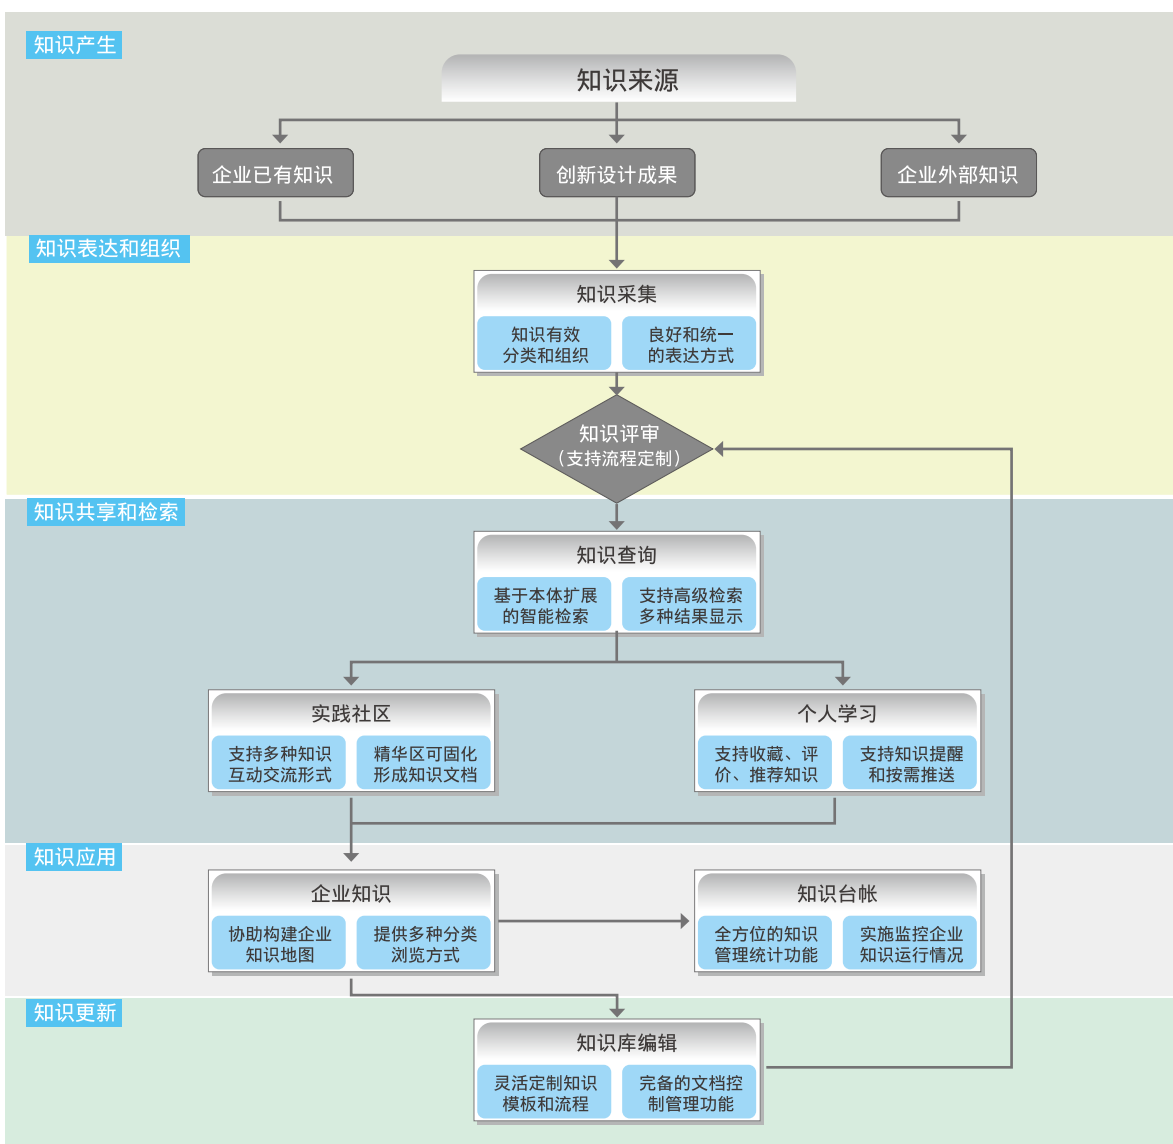 知识产生
知识来源
企业已有知识
创新设计成果
企业外部知识
知识表达和组织
知识采集
知识有效
分类和组织
良好和统一
的表达方式
知识评审
（支持流程定制）
知识共享和检索
知识查询
基于本体扩展
的智能检索
支持高级检索
多种结果显示
实践社区
支持多种知识
互动交流形式
精华区可固化
形成知识文档
个人学习
支持收藏、评
价、推荐知识
支持知识提醒
和按需推送
知识应用
企业知识
协助构建企业
知识地图
提供多种分类
浏览方式
知识台帐
全方位的知识
管理统计功能
实施监控企业
知识运行情况
知识更新
知识库编辑
灵活定制知识
模板和流程
完备的文档控
制管理功能